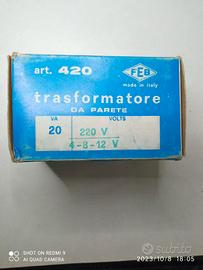 art. 420
FEB
made in italy
trasformatore
DA PARETE
VA
VOLTS
20
220 V
4-8-12 V
SHOT ON REDMI 9
AI QUAD CAMERA
subito
2023/10/8 18:05